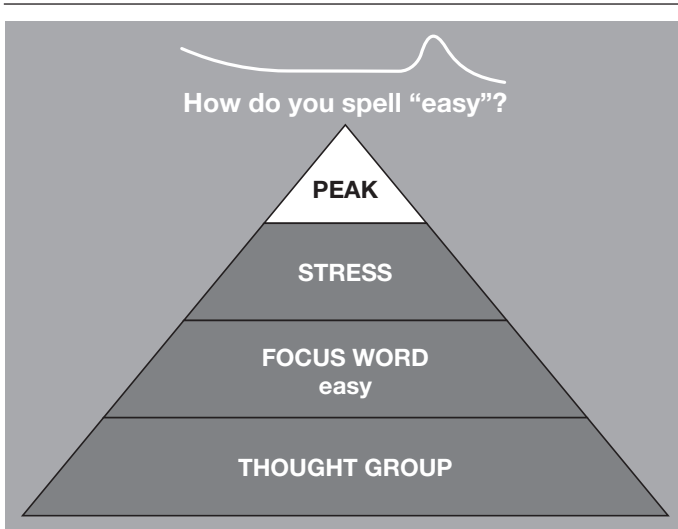 How do you spell “easy”?
PEAK
STRESS
FOCUS WORD
easy
THOUGHT GROUP